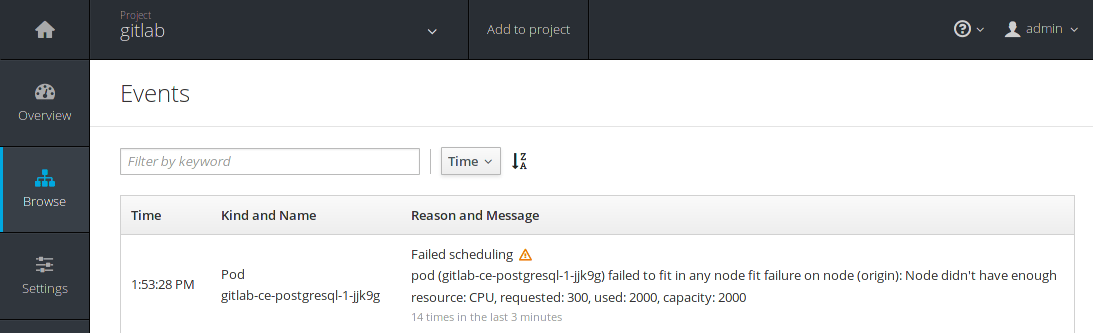 Project
gitlab
Add to project
admin
Overview
Browse
Settings
Events
Filter by keyword
Time
Z
A
Time Kind and Name Reason and Message
1:53:28 PM
Pod
gitlab-ce-postgresql-1-jjk9g
Failed scheduling
pod (gitlab-ce-postgresql-1-jjk9g) failed to fit in any node fit failure on node (origin): Node didn't have enough
resource: CPU, requested: 300, used: 2000, capacity: 2000
14 times in the last 3 minutes